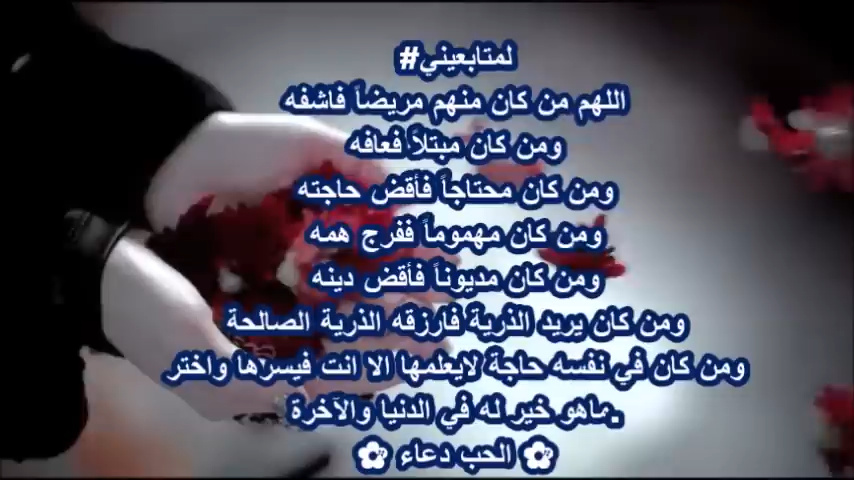 #لمتابعيني
اللهم من كان منهم مريضاً فاشفه
ومن كان مبتلاً فعافه
ومن كان محتاجاً فأقض حاجته
ومن كان مهموماً ففرج همه
ومن كان مديوناً فأقض دينه
ومن كان يريد الذرية فارزقه الذرية الصالحة
ومن كان في نفسه حاجة لايعلمها الا انت فيسرها واختر
ماهو خير له في الدنيا والآخرة.
✿ الحب دعاء ✿